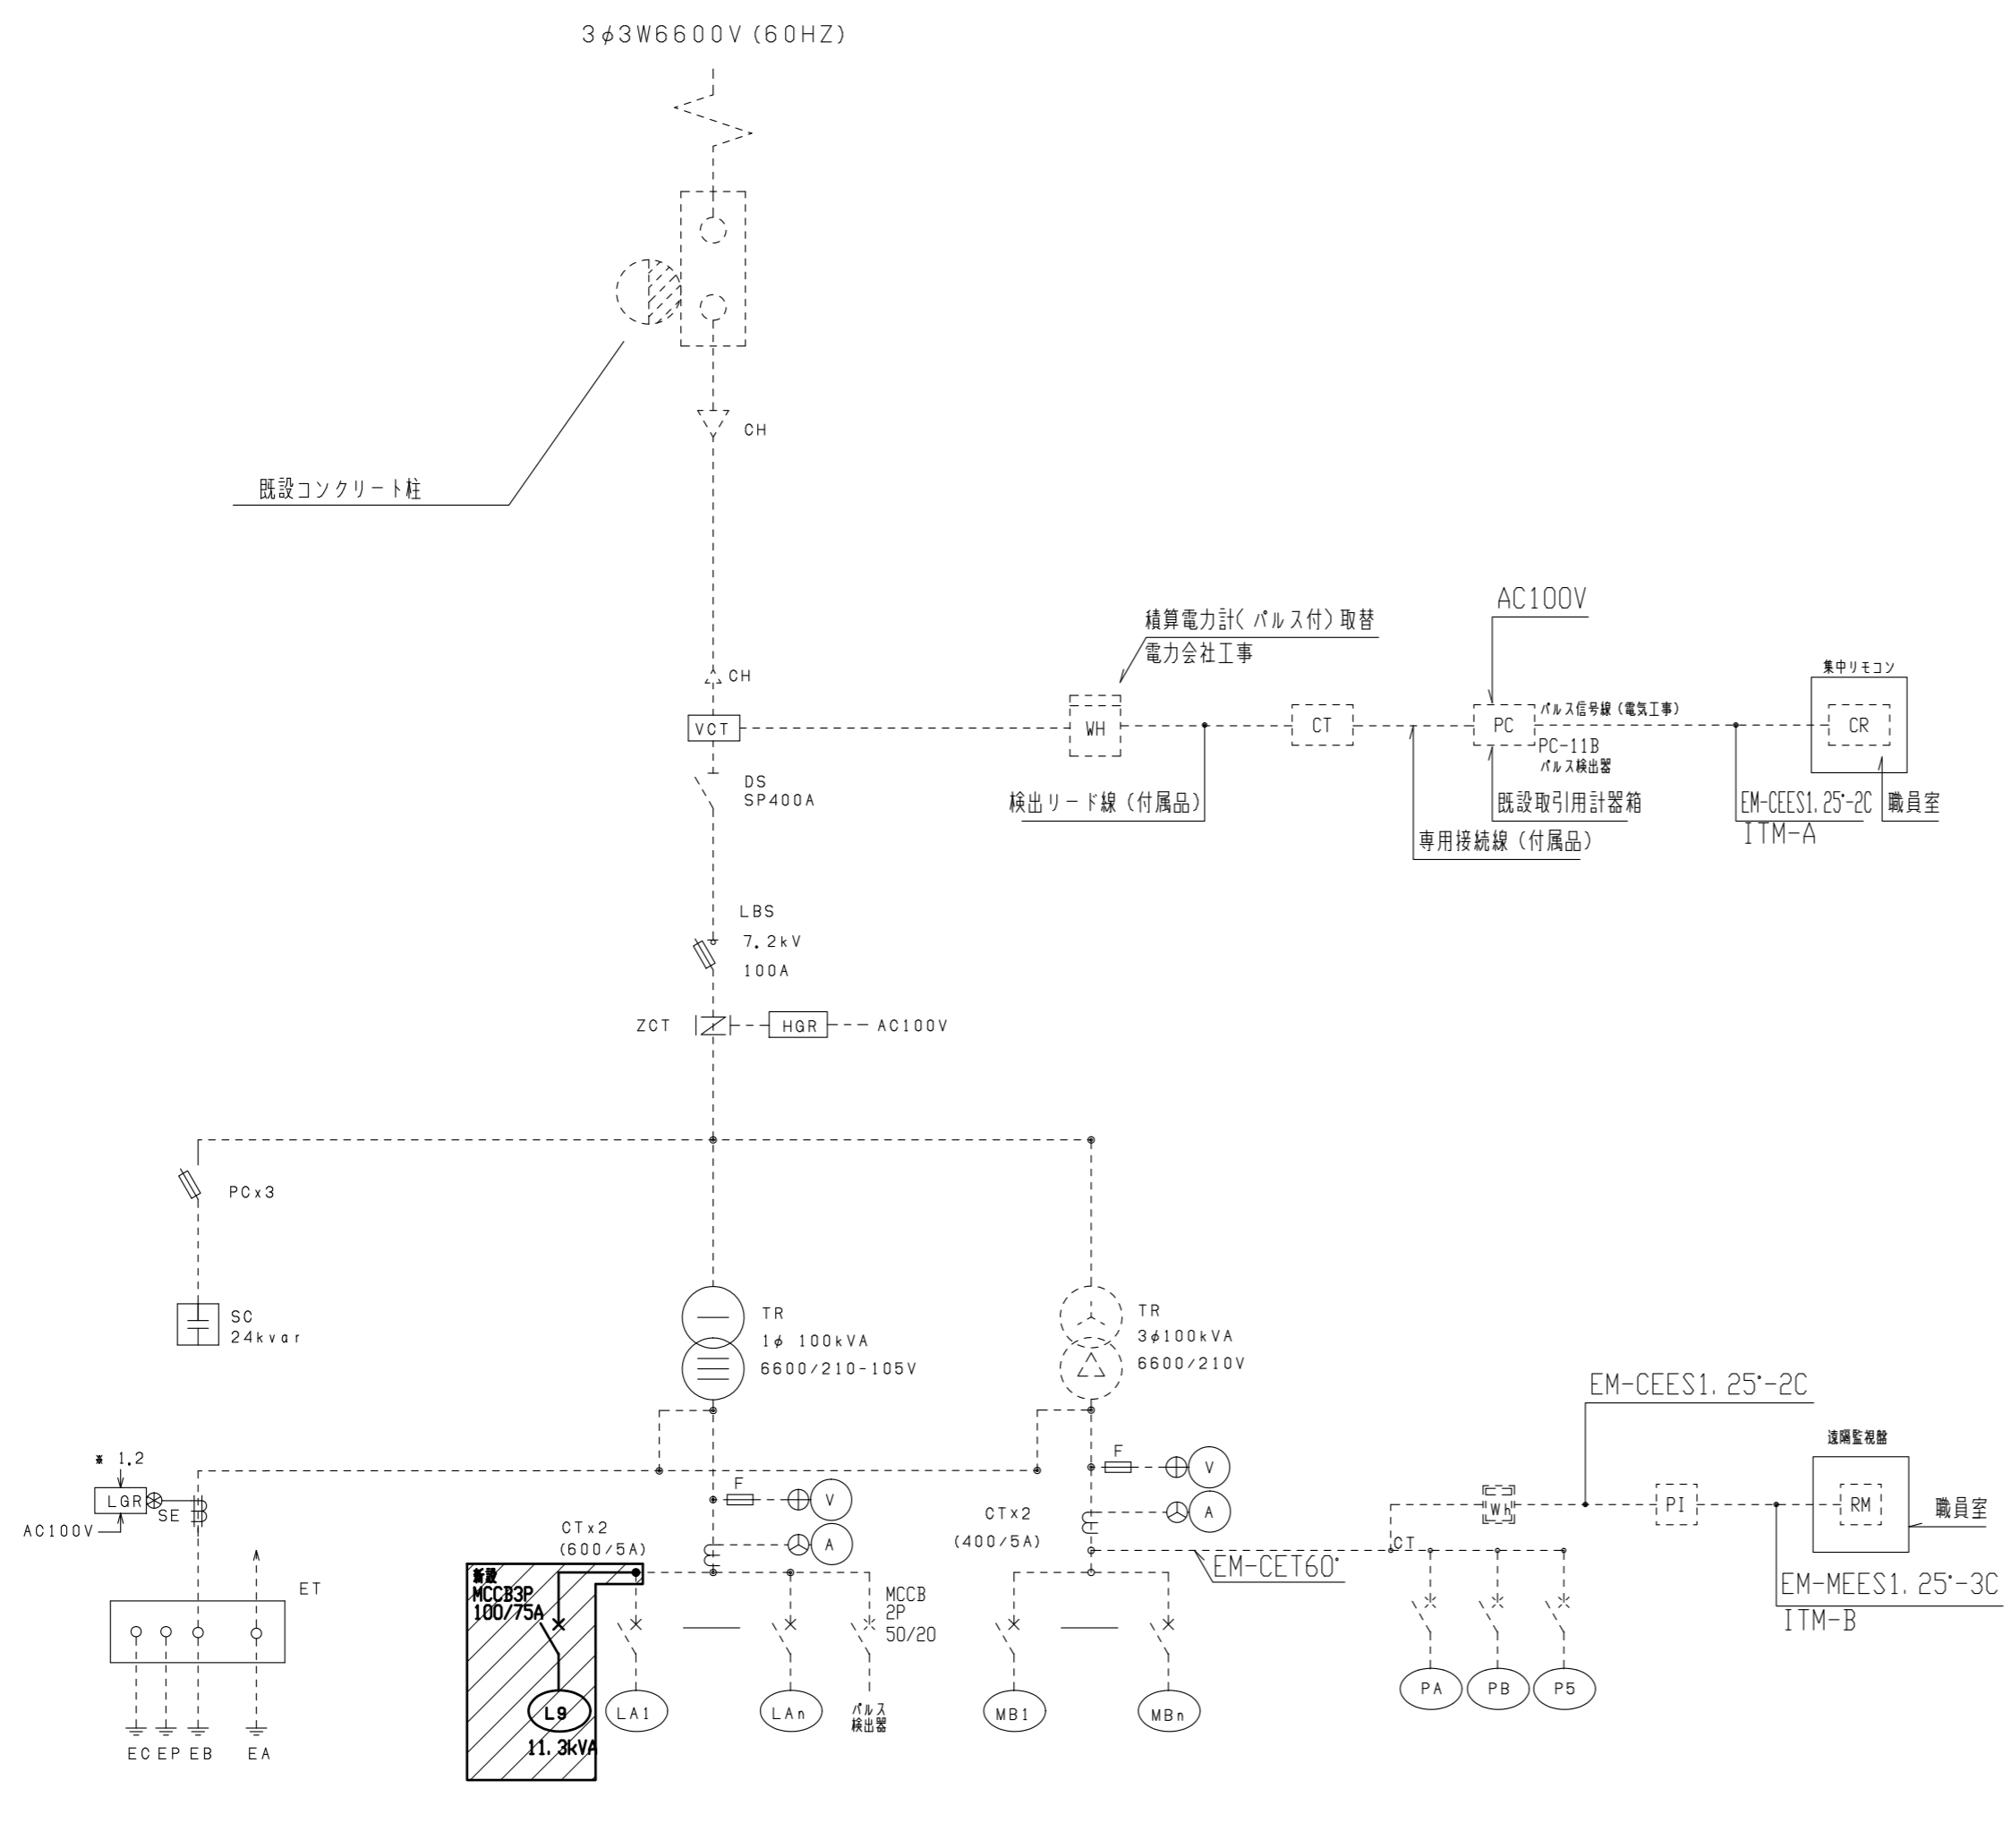 3φ3W6600V(60HZ)
CH
既設コンクリート柱
AC100V
積算電力計(パルス付)取替
電力会社工事
集中リモコン
CH
パルス信号線(電気工事)
VCT
WH
CT
PC
CR
PC-11B
パルス検出器
DS
SP400A
検出リード線(付属品)
既設取引用計器箱
EM-CEES1.25°-2C
職員室
ITM-A
専用接続線(付属品)
LBS
7.2kV
100A
ZCT
HGR
AC100V
PCx3
SC
24kvar
TR
1φ 100kVA
6600/210-105V
TR
3φ100kVA
6600/210V
EM-CEES1.25°-2C
遠隔監視盤
※ 1.2
LGR
SE
AC100V
F
V
A
F
V
A
CTx2
(600/5A)
CTx2
(400/5A)
Wh
PI
RM
職員室
CT
EM-CET60°
EM-MEES1.25°-3C
ITM-B
ET
新設
MCCB3P
100/75A
MCCB
2P
50/20
L9
LA1
LAn
パルス
検出器
MB1
MBn
PA
PB
P5
11.3kVA
EC
EP
EB
EA